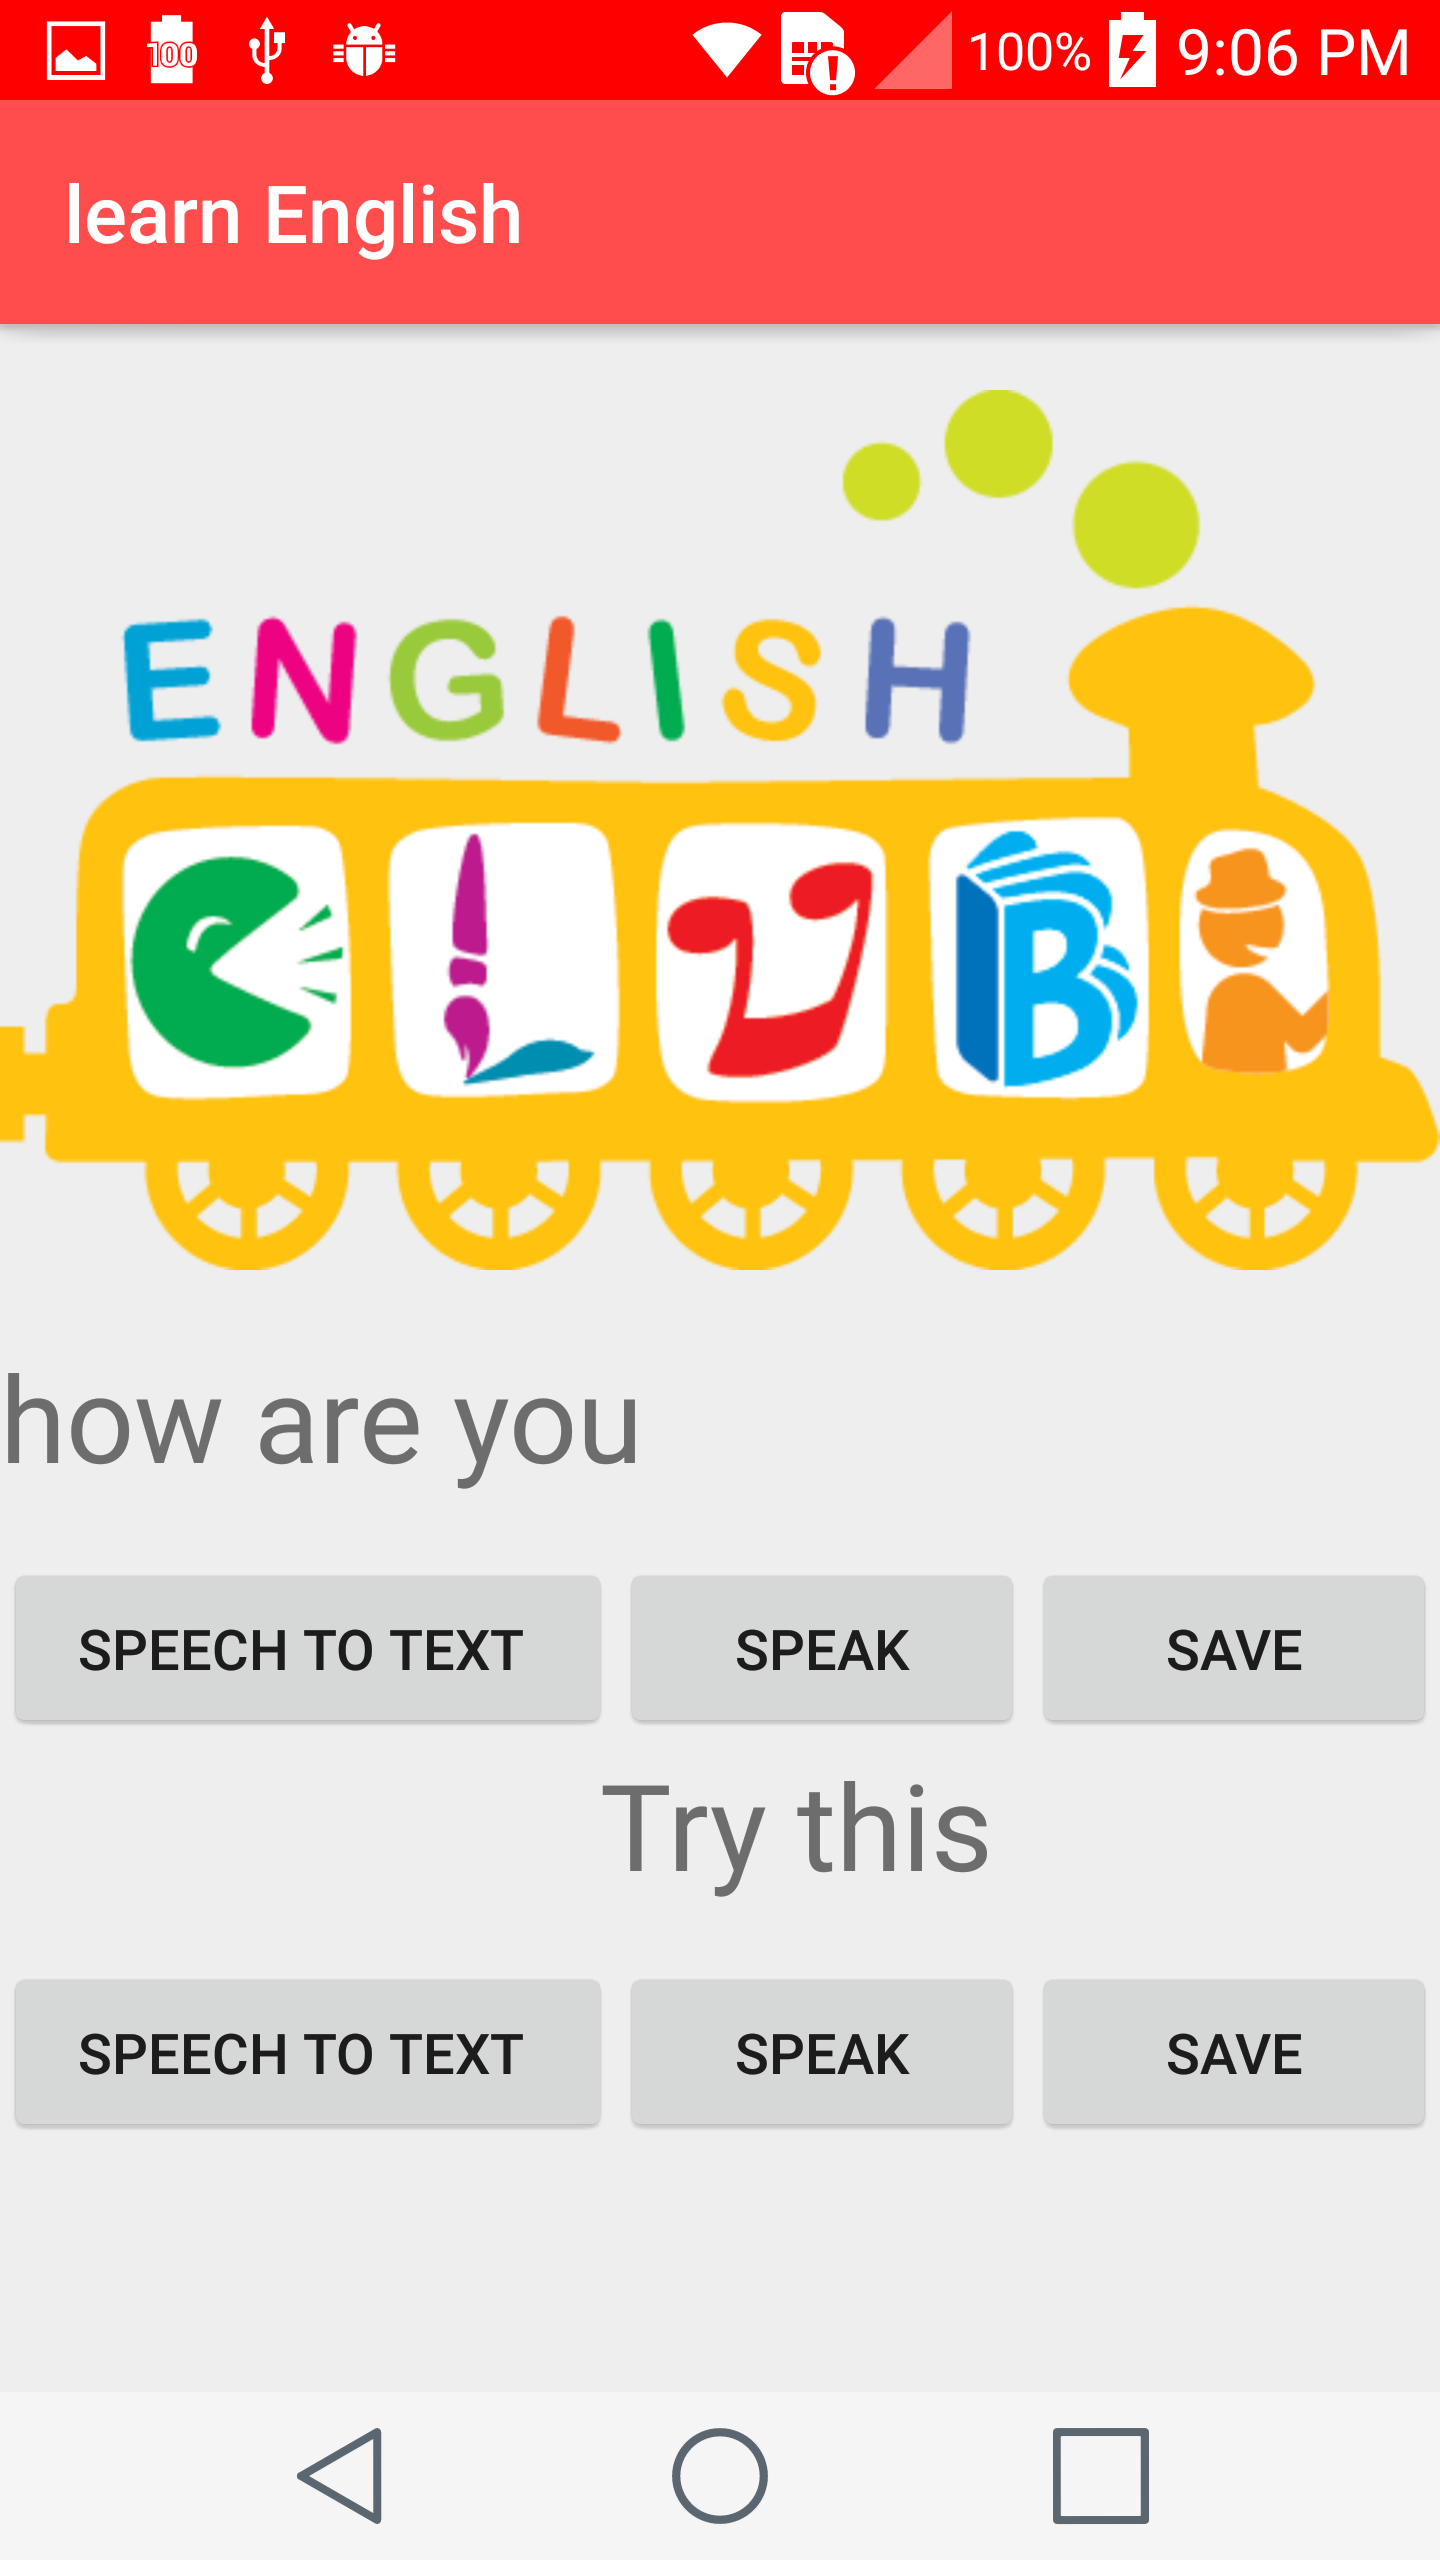 100 100% 9:06 PM
learn English
ENGLISH
CLUB
how are you
SPEECH TO TEXT SPEAK SAVE
Try this
SPEECH TO TEXT SPEAK SAVE